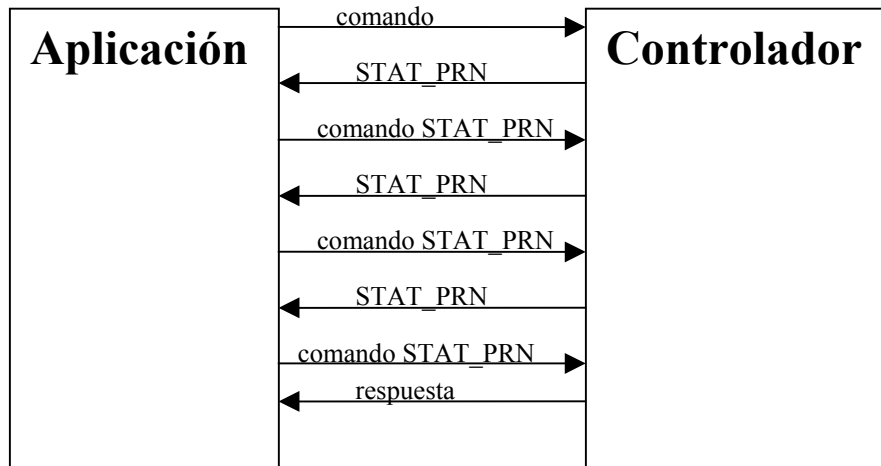 Aplicación
Controlador
comando
STAT_PRN
comando STAT_PRN
STAT_PRN
comando STAT_PRN
STAT_PRN
comando STAT_PRN
respuesta